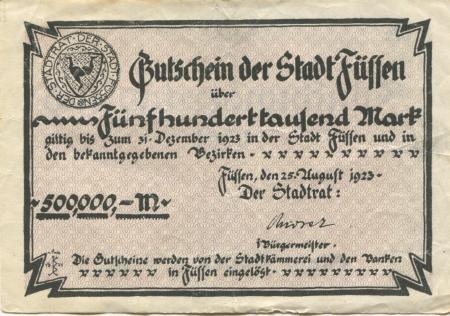 Gutschein der Stadt Füssen
über
Fünfhunderttausend Mark
giltig bis zum 31. Dezember 1923 in der Stadt Füssen und in
den bekanntgegebenen Bezirken.
Füssen, den 25. August 1923.
Der Stadtrat:
500,000,- M
Bürgermeister.
Die Gutscheine werden von der Stadtkämmerei und den Banken
in Füssen eingelöst.